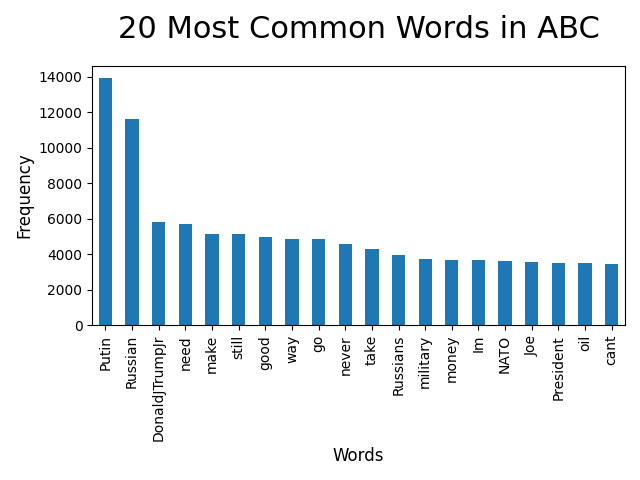 20 Most Common Words in ABC
Frequency
14000
12000
10000
8000
6000
4000
2000
0
Putin
Russian
DonaldJTrumpJr
need
make
still
good
way
go
never
take
Russians
military
money
Im
NATO
Joe
President
oil
cant
Words